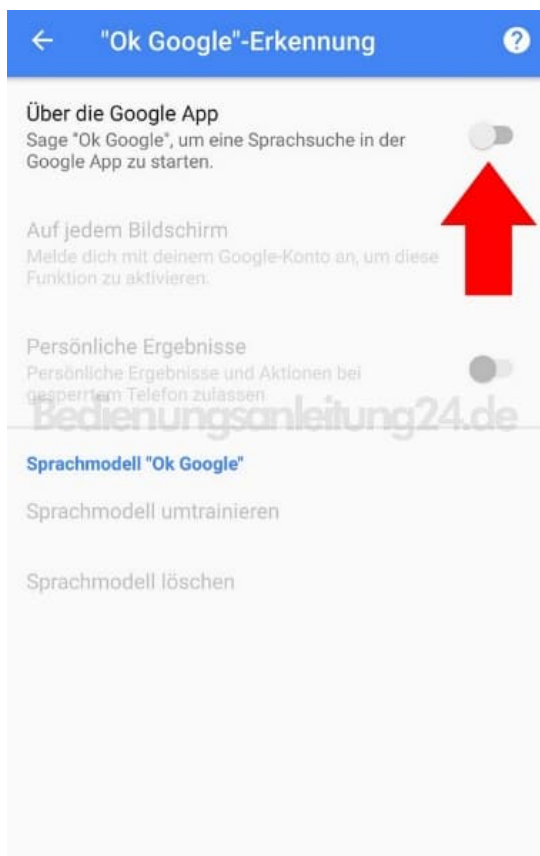 "Ok Google"-Erkennung
Über die Google App
Sage "Ok Google", um eine Sprachsuche in der
Google App zu starten.
Auf jedem Bildschirm
Melde dich mit deinem Google-Konto an, um diese
Funktion zu aktivieren.
Persönliche Ergebnisse
Persönliche Ergebnisse und Aktionen bei
gesperrtem Telefon zulassen
Bedienungsanleitung24.de
Sprachmodell "Ok Google"
Sprachmodell umtrainieren
Sprachmodell löschen